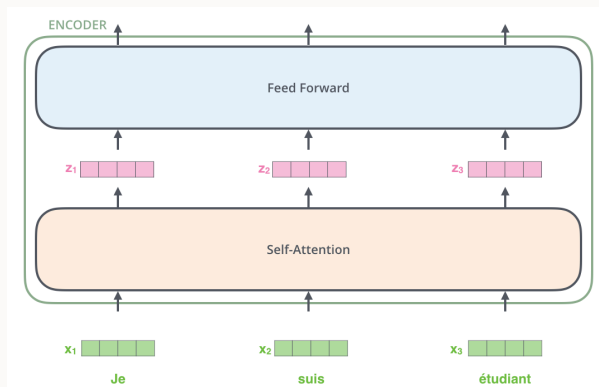 ENCODER
Feed Forward
z₁ z₂ z₃
Self-Attention
x₁ x₂ x₃
Je suis étudiant